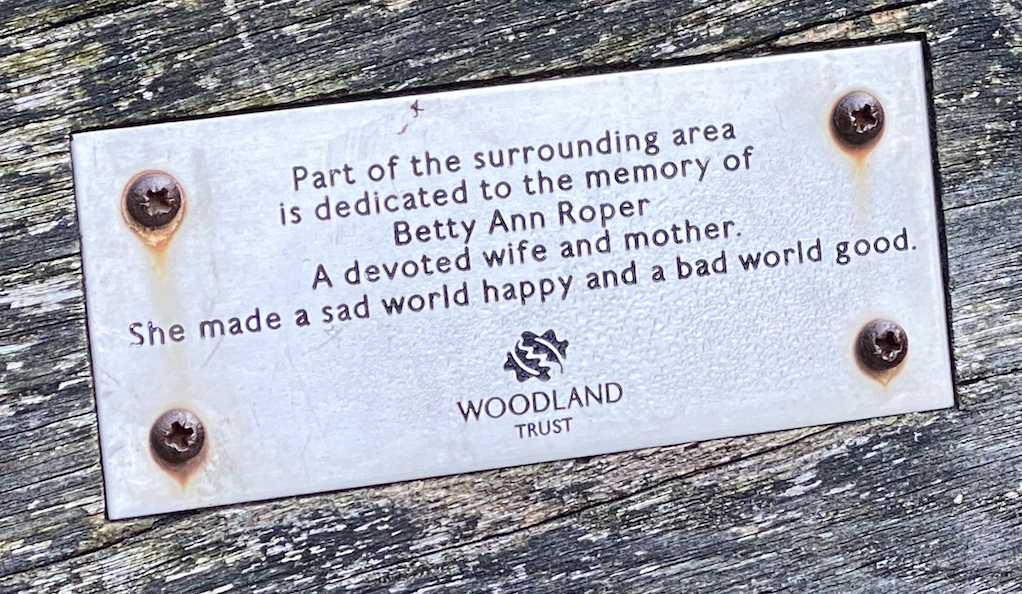 Part of the surrounding area
is dedicated to the memory of
Betty Ann Roper
A devoted wife and mother.
She made a sad world happy and a bad world good.
WOODLAND
TRUST